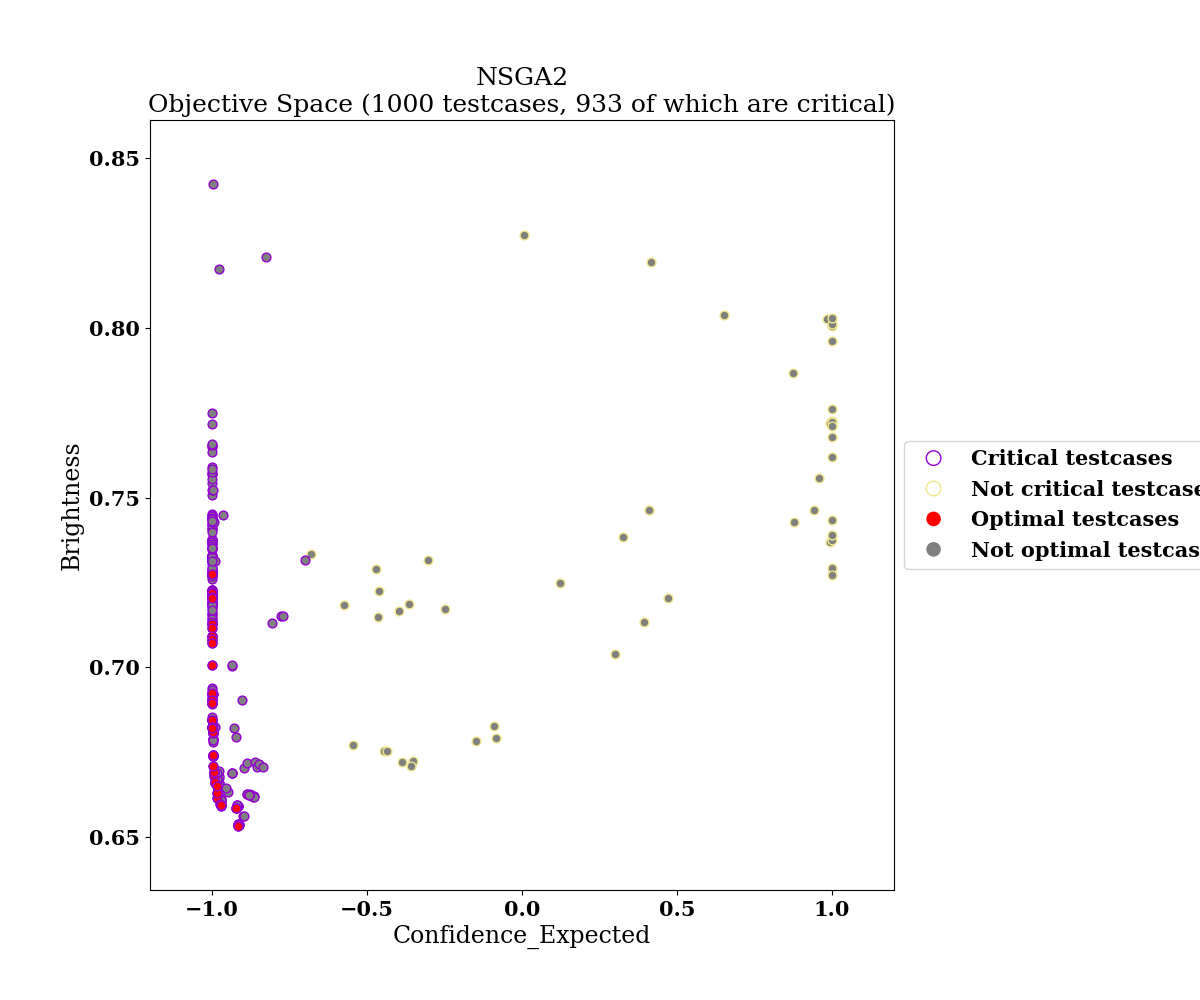 NSGA2
Objective Space (1000 testcases, 933 of which are critical)
0.85
0.80
0.75
0.70
0.65
Brightness
−1.0
−0.5
0.0
0.5
1.0
Confidence_Expected
Critical testcases
Not critical testcase
Optimal testcases
Not optimal testcas